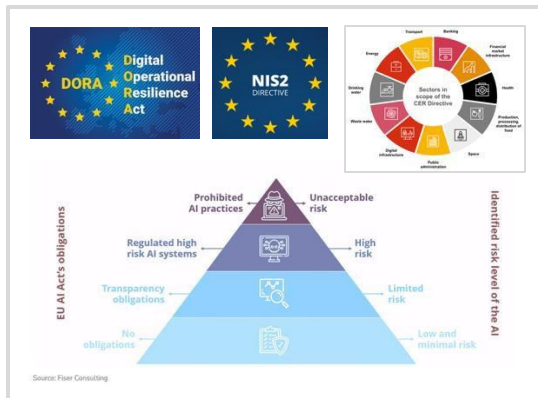 DORA
Digital
Operational
Resilience
Act
NIS2
DIRECTIVE
Transport
Banking
Energy
Financial
market
infrastructure
Drinking
water
Sectors in
scope of the
CER Directive
Health
Waste water
Production,
processing,
distribution of
food
Digital
infrastructure
Public
administration
Space
EU AI Act's obligations
Prohibited
AI practices
Unacceptable
risk
Regulated high
risk AI systems
High
risk
Transparency
obligations
Limited
risk
No
obligations
Low and
minimal risk
Identified risk level of the AI
Source: Fiser Consulting